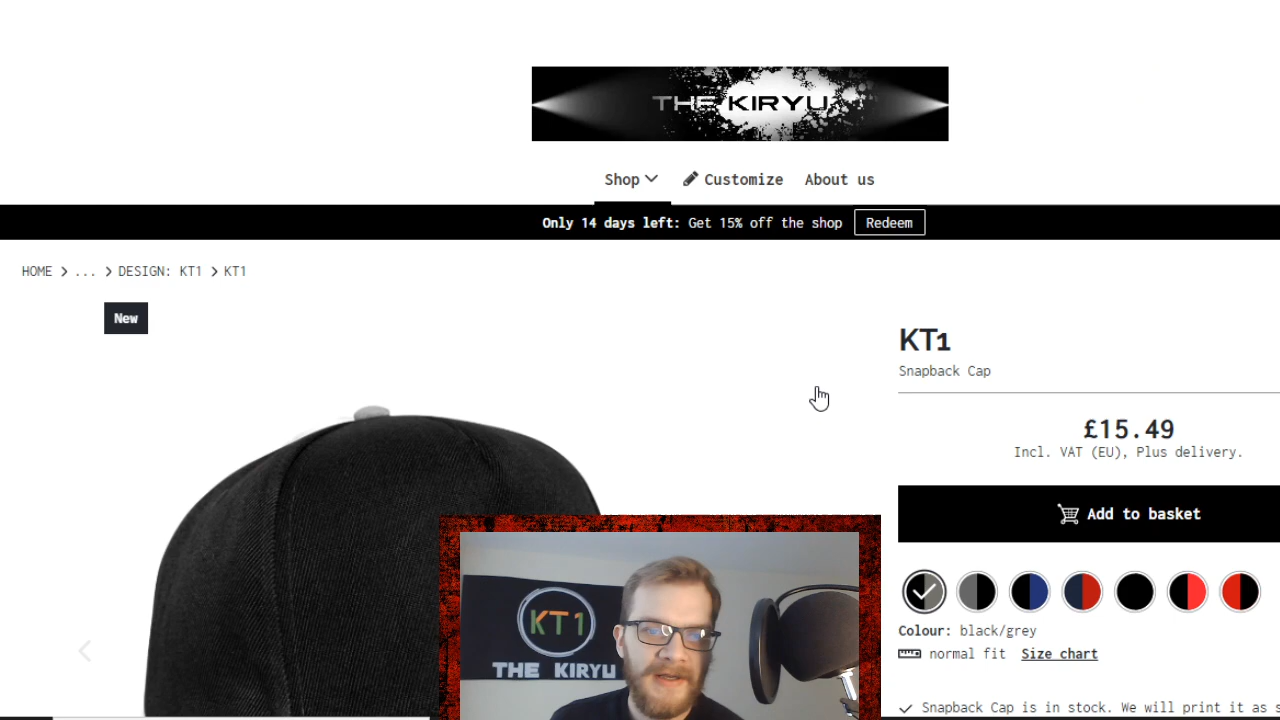 THE KIRYU
Shop Customize About us
Only 14 days left: Get 15% off the shop Redeem
HOME > ... > DESIGN: KT1 > KT1
New
KT1
Snapback Cap
£15.49
Incl. VAT (EU), Plus delivery.
Add to basket
Colour: black/grey
normal fit Size chart
Snapback Cap is in stock. We will print it as
KT1
THE KIRYU